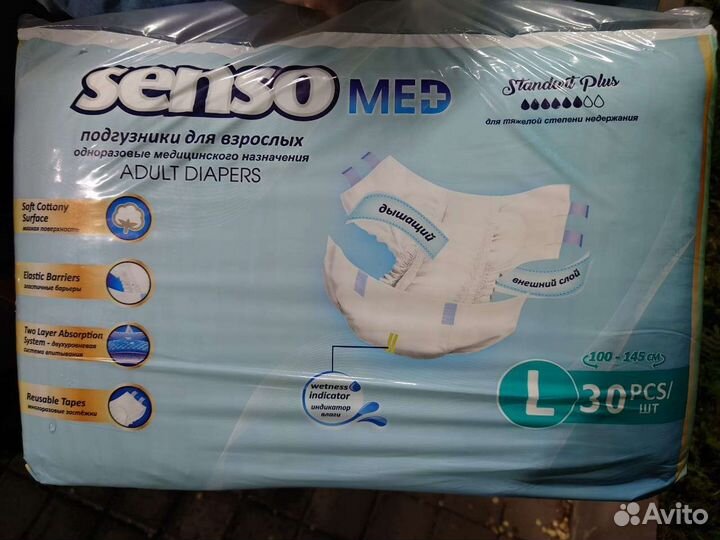 senso MED
Standart Plus
для тяжелой степени недержания
подгузники для взрослых
одноразовые медицинского назначения
ADULT DIAPERS
Soft Cottony
Surface
мягкая поверхность
дышащий
внешний слой
Elastic Barriers
эластичные барьеры
Two Layer Absorption
System - двухуровневая
система впитывания
Reusable Tapes
многоразовые застёжки
wetness
indicator
индикатор
влаги
100 - 145 см
L 30 PCS/
ШТ
Avito